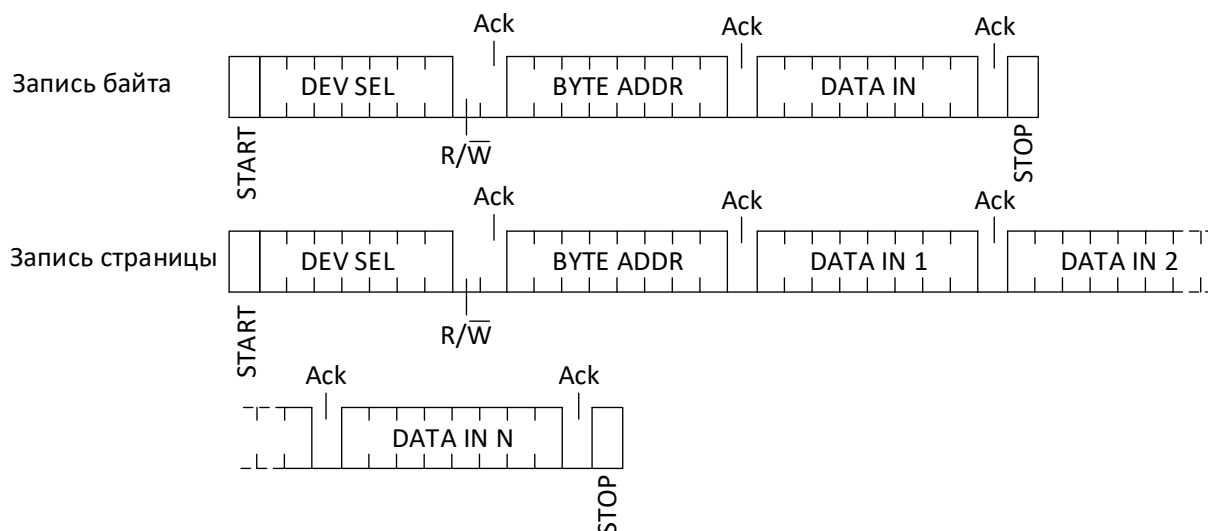 Ack Ack Ack
Запись байта DEV SEL BYTE ADDR DATA IN
START R/W̅ STOP
Ack Ack Ack
Запись страницы DEV SEL BYTE ADDR DATA IN 1 DATA IN 2
START R/W̅
Ack Ack
DATA IN N
STOP